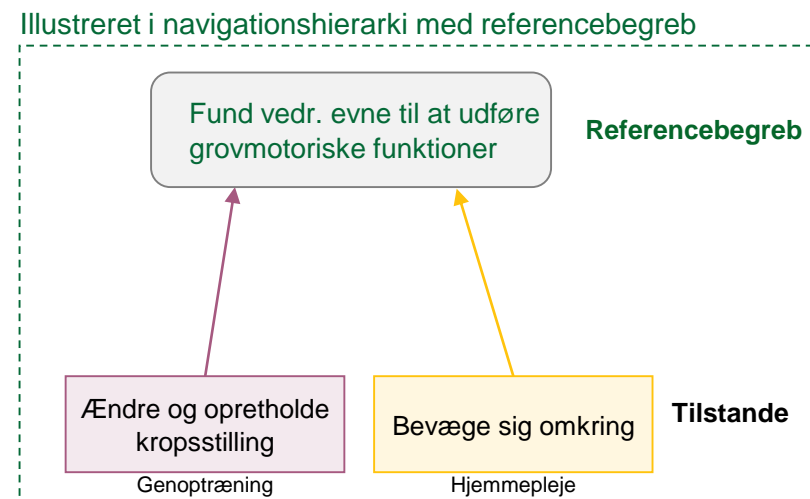 Illustreret i navigationshierarki med referencebegreb
Fund vedr. evne til at udføre
grovmotoriske funktioner
Referencebegreb
Ændre og opretholde
kropsstilling
Bevæge sig omkring
Tilstande
Genoptræning
Hjemmepleje